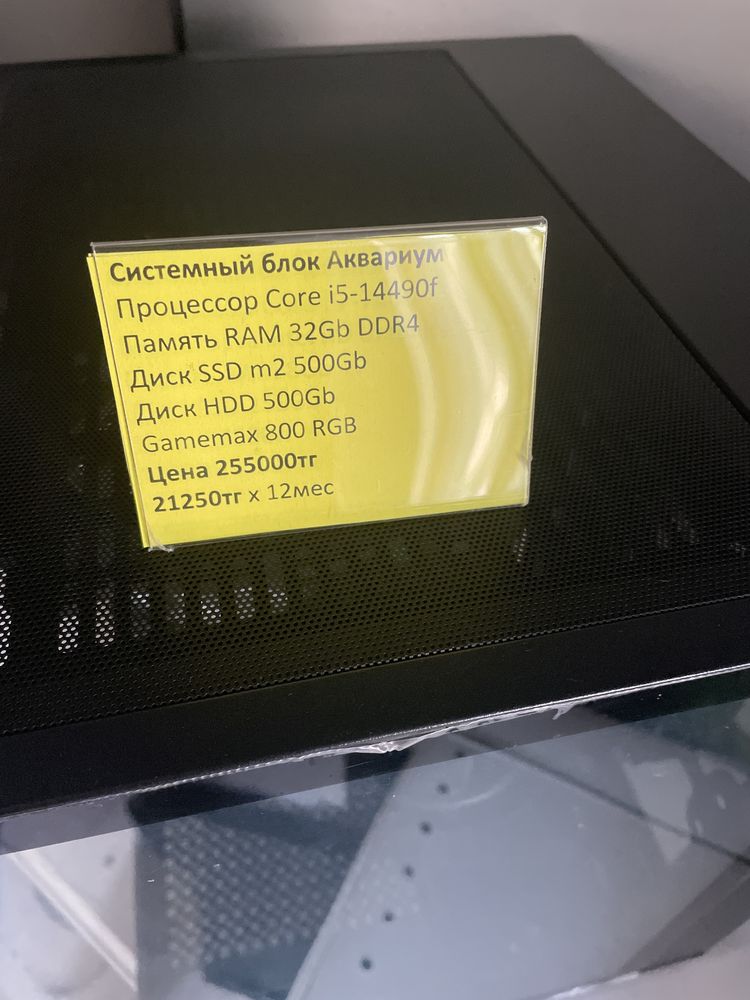 Системный блок Аквариум
Процессор Core i5-14490f
Память RAM 32Gb DDR4
Диск SSD m2 500Gb
Диск HDD 500Gb
Gamemax 800 RGB
Цена 255000тг
21250тг x 12мес